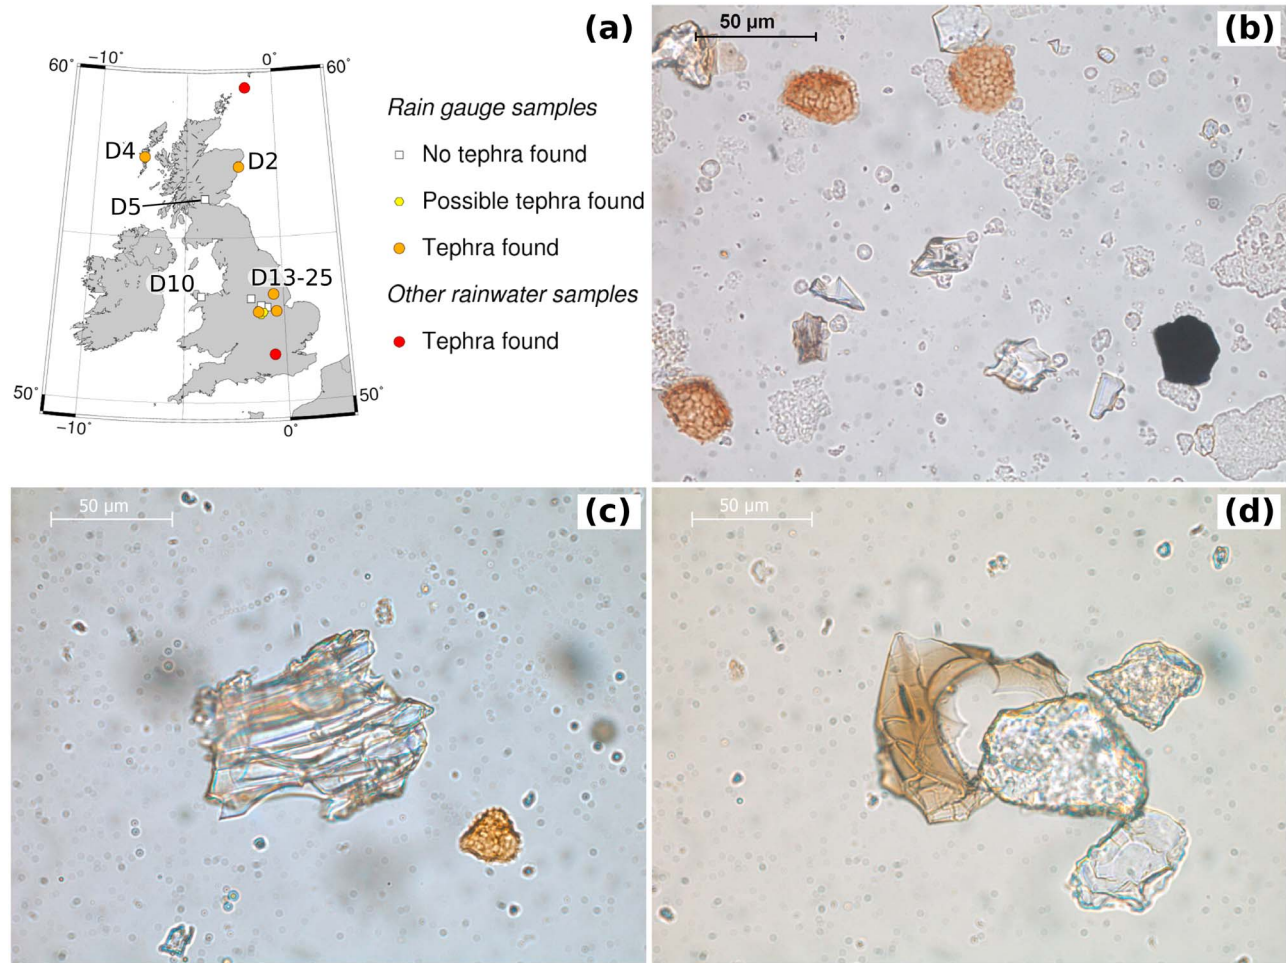 (a)
−10˚
0˚
60˚
60˚
D4
D2
D5
D10
D13-25
50˚
50˚
−10˚
0˚
Rain gauge samples
No tephra found
Possible tephra found
Tephra found
Other rainwater samples
Tephra found
50 µm
(b)
50 µm
(c)
50 µm
(d)